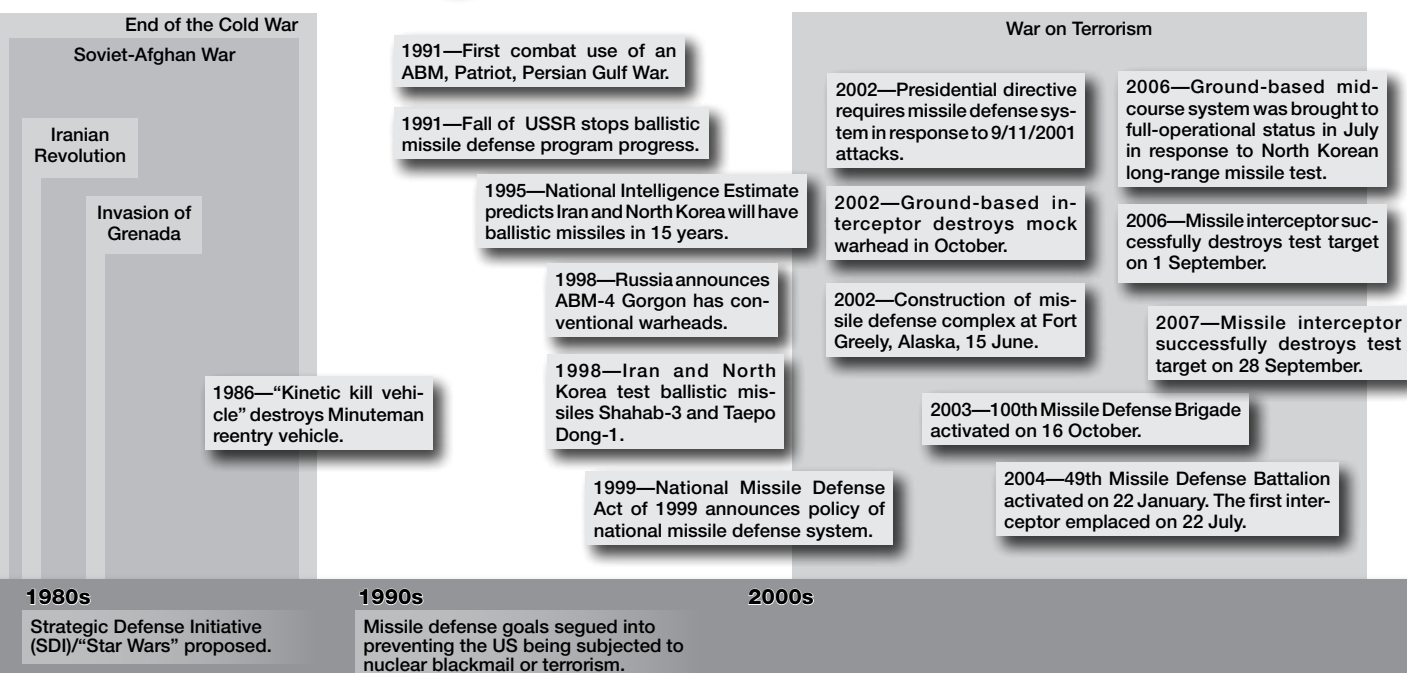 End of the Cold War
Soviet-Afghan War
Iranian
Revolution
Invasion of
Grenada
1986—“Kinetic kill vehi-
cle” destroys Minuteman
reentry vehicle.
1991—First combat use of an
ABM, Patriot, Persian Gulf War.
1991—Fall of USSR stops ballistic
missile defense program progress.
1995—National Intelligence Estimate
predicts Iran and North Korea will have
ballistic missiles in 15 years.
1998—Russia announces
ABM-4 Gorgon has con-
ventional warheads.
1998—Iran and North
Korea test ballistic mis-
siles Shahab-3 and Taepo
Dong-1.
1999—National Missile Defense
Act of 1999 announces policy of
national missile defense system.
War on Terrorism
2002—Presidential directive
requires missile defense sys-
tem in response to 9/11/2001
attacks.
2002—Ground-based in-
terceptor destroys mock
warhead in October.
2002—Construction of mis-
sile defense complex at Fort
Greely, Alaska, 15 June.
2003—100th Missile Defense Brigade
activated on 16 October.
2004—49th Missile Defense Battalion
activated on 22 January. The first inter-
ceptor emplaced on 22 July.
2006—Ground-based mid-
course system was brought to
full-operational status in July
in response to North Korean
long-range missile test.
2006—Missile interceptor suc-
cessfully destroys test target
on 1 September.
2007—Missile interceptor
successfully destroys test
target on 28 September.
1980s
Strategic Defense Initiative
(SDI)/“Star Wars” proposed.
1990s
Missile defense goals segued into
preventing the US being subjected to
nuclear blackmail or terrorism.
2000s